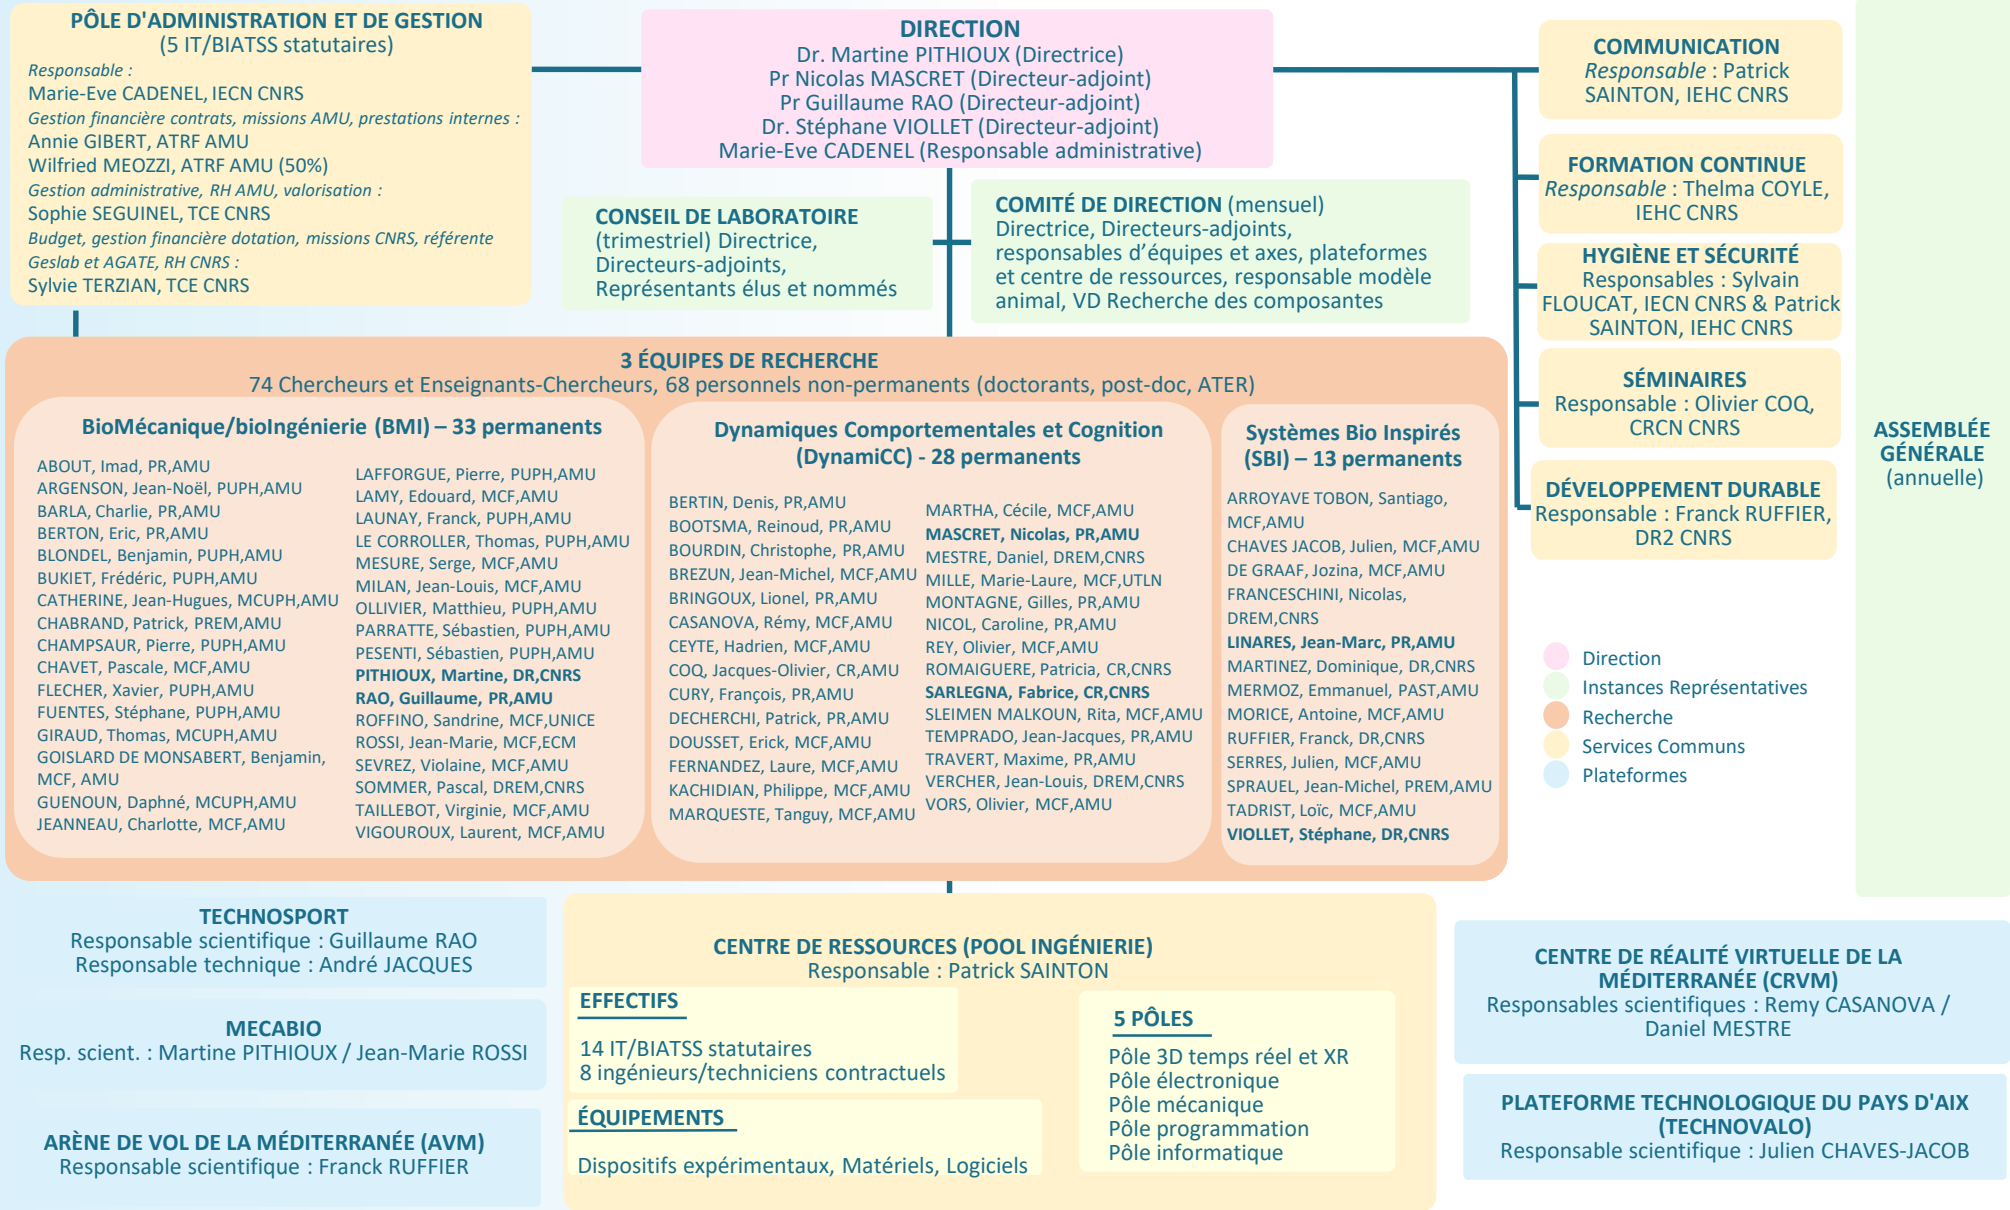 PÔLE D'ADMINISTRATION ET DE GESTION
(5 IT/BIATSS statutaires)
Responsable :
Marie-Eve CADENEL, IECN CNRS
Gestion financière contrats, missions AMU, prestations internes :
Annie GIBERT, ATRF AMU
Wilfried MEOZZI, ATRF AMU (50%)
Gestion administrative, RH AMU, valorisation :
Sophie SEGUINEL, TCE CNRS
Budget, gestion financière dotation, missions CNRS, référente
Geslab et AGATE, RH CNRS :
Sylvie TERZIAN, TCE CNRS
DIRECTION
Dr. Martine PITHIOUX (Directrice)
Pr Nicolas MASCRET (Directeur-adjoint)
Pr Guillaume RAO (Directeur-adjoint)
Dr. Stéphane VIOLLET (Directeur-adjoint)
Marie-Eve CADENEL (Responsable administrative)
CONSEIL DE LABORATOIRE
(trimestriel) Directrice,
Directeurs-adjoints,
Représentants élus et nommés
COMITÉ DE DIRECTION (mensuel)
Directrice, Directeurs-adjoints,
responsables d'équipes et axes, plateformes
et centre de ressources, responsable modèle
animal, VD Recherche des composantes
COMMUNICATION
Responsable : Patrick
SAINTON, IEHC CNRS
FORMATION CONTINUE
Responsable : Thelma COYLE,
IEHC CNRS
HYGIÈNE ET SÉCURITÉ
Responsables : Sylvain
FLOUCAT, IECN CNRS & Patrick
SAINTON, IEHC CNRS
SÉMINAIRES
Responsable : Olivier COQ,
CRCN CNRS
DÉVELOPPEMENT DURABLE
Responsable : Franck RUFFIER,
DR2 CNRS
ASSEMBLÉE
GÉNÉRALE
(annuelle)
3 ÉQUIPES DE RECHERCHE
74 Chercheurs et Enseignants-Chercheurs, 68 personnels non-permanents (doctorants, post-doc, ATER)
BioMécanique/bioIngénierie (BMI) – 33 permanents
ABOUT, Imad, PR,AMU
ARGENSON, Jean-Noël, PUPH,AMU
BARLA, Charlie, PR,AMU
BERTON, Eric, PR,AMU
BLONDEL, Benjamin, PUPH,AMU
BUKIET, Frédéric, PUPH,AMU
CATHERINE, Jean-Hugues, MCUPH,AMU
CHABRAND, Patrick, PREM,AMU
CHAMPSAUR, Pierre, PUPH,AMU
CHAVET, Pascale, MCF,AMU
FLECHER, Xavier, PUPH,AMU
FUENTES, Stéphane, PUPH,AMU
GIRAUD, Thomas, MCUPH,AMU
GOISLARD DE MONSABERT, Benjamin,
MCF, AMU
GUENOUN, Daphné, MCUPH,AMU
JEANNEAU, Charlotte, MCF,AMU
LAFFORGUE, Pierre, PUPH,AMU
LAMY, Edouard, MCF,AMU
LAUNAY, Franck, PUPH,AMU
LE CORROLLER, Thomas, PUPH,AMU
MESURE, Serge, MCF,AMU
MILAN, Jean-Louis, MCF,AMU
OLLIVIER, Matthieu, PUPH,AMU
PARRATTE, Sébastien, PUPH,AMU
PESENTI, Sébastien, PUPH,AMU
PITHIOUX, Martine, DR,CNRS
RAO, Guillaume, PR,AMU
ROFFINO, Sandrine, MCF,UNICE
ROSSI, Jean-Marie, MCF,ECM
SEVREZ, Violaine, MCF,AMU
SOMMER, Pascal, DREM,CNRS
TAILLEBOT, Virginie, MCF,AMU
VIGOUROUX, Laurent, MCF,AMU
Dynamiques Comportementales et Cognition
(DynamiCC) - 28 permanents
BERTIN, Denis, PR,AMU
BOOTSMA, Reinoud, PR,AMU
BOURDIN, Christophe, PR,AMU
BREZUN, Jean-Michel, MCF,AMU
BRINGOUX, Lionel, PR,AMU
CASANOVA, Rémy, MCF,AMU
CEYTE, Hadrien, MCF,AMU
COQ, Jacques-Olivier, CR,AMU
CURY, François, PR,AMU
DECHERCHI, Patrick, PR,AMU
DOUSSET, Erick, MCF,AMU
FERNANDEZ, Laure, MCF,AMU
KACHIDIAN, Philippe, MCF,AMU
MARQUESTE, Tanguy, MCF,AMU
MARTHA, Cécile, MCF,AMU
MASCRET, Nicolas, PR,AMU
MESTRE, Daniel, DREM,CNRS
MILLE, Marie-Laure, MCF,UTLN
MONTAGNE, Gilles, PR,AMU
NICOL, Caroline, PR,AMU
REY, Olivier, MCF,AMU
ROMAIGUERE, Patricia, CR,CNRS
SARLEGNA, Fabrice, CR,CNRS
SLEIMEN MALKOUN, Rita, MCF,AMU
TEMPRADO, Jean-Jacques, PR,AMU
TRAVERT, Maxime, PR,AMU
VERCHER, Jean-Louis, DREM,CNRS
VORS, Olivier, MCF,AMU
Systèmes Bio Inspirés
(SBI) – 13 permanents
ARROYAVE TOBON, Santiago,
MCF,AMU
CHAVES JACOB, Julien, MCF,AMU
DE GRAAF, Jozina, MCF,AMU
FRANCESCHINI, Nicolas,
DREM,CNRS
LINARES, Jean-Marc, PR,AMU
MARTINEZ, Dominique, DR,CNRS
MERMOZ, Emmanuel, PAST,AMU
MORICE, Antoine, MCF,AMU
RUFFIER, Franck, DR,CNRS
SERRES, Julien, MCF,AMU
SPRAUEL, Jean-Michel, PREM,AMU
TADRIST, Loïc, MCF,AMU
VIOLLET, Stéphane, DR,CNRS
Direction
Instances Représentatives
Recherche
Services Communs
Plateformes
TECHNOSPORT
Responsable scientifique : Guillaume RAO
Responsable technique : André JACQUES
MECABIO
Resp. scient. : Martine PITHIOUX / Jean-Marie ROSSI
ARÈNE DE VOL DE LA MÉDITERRANÉE (AVM)
Responsable scientifique : Franck RUFFIER
CENTRE DE RESSOURCES (POOL INGÉNIERIE)
Responsable : Patrick SAINTON
EFFECTIFS
14 IT/BIATSS statutaires
8 ingénieurs/techniciens contractuels
ÉQUIPEMENTS
Dispositifs expérimentaux, Matériels, Logiciels
5 PÔLES
Pôle 3D temps réel et XR
Pôle électronique
Pôle mécanique
Pôle programmation
Pôle informatique
CENTRE DE RÉALITÉ VIRTUELLE DE LA
MÉDITERRANÉE (CRVM)
Responsables scientifiques : Remy CASANOVA /
Daniel MESTRE
PLATEFORME TECHNOLOGIQUE DU PAYS D'AIX
(TECHNOVALO)
Responsable scientifique : Julien CHAVES-JACOB